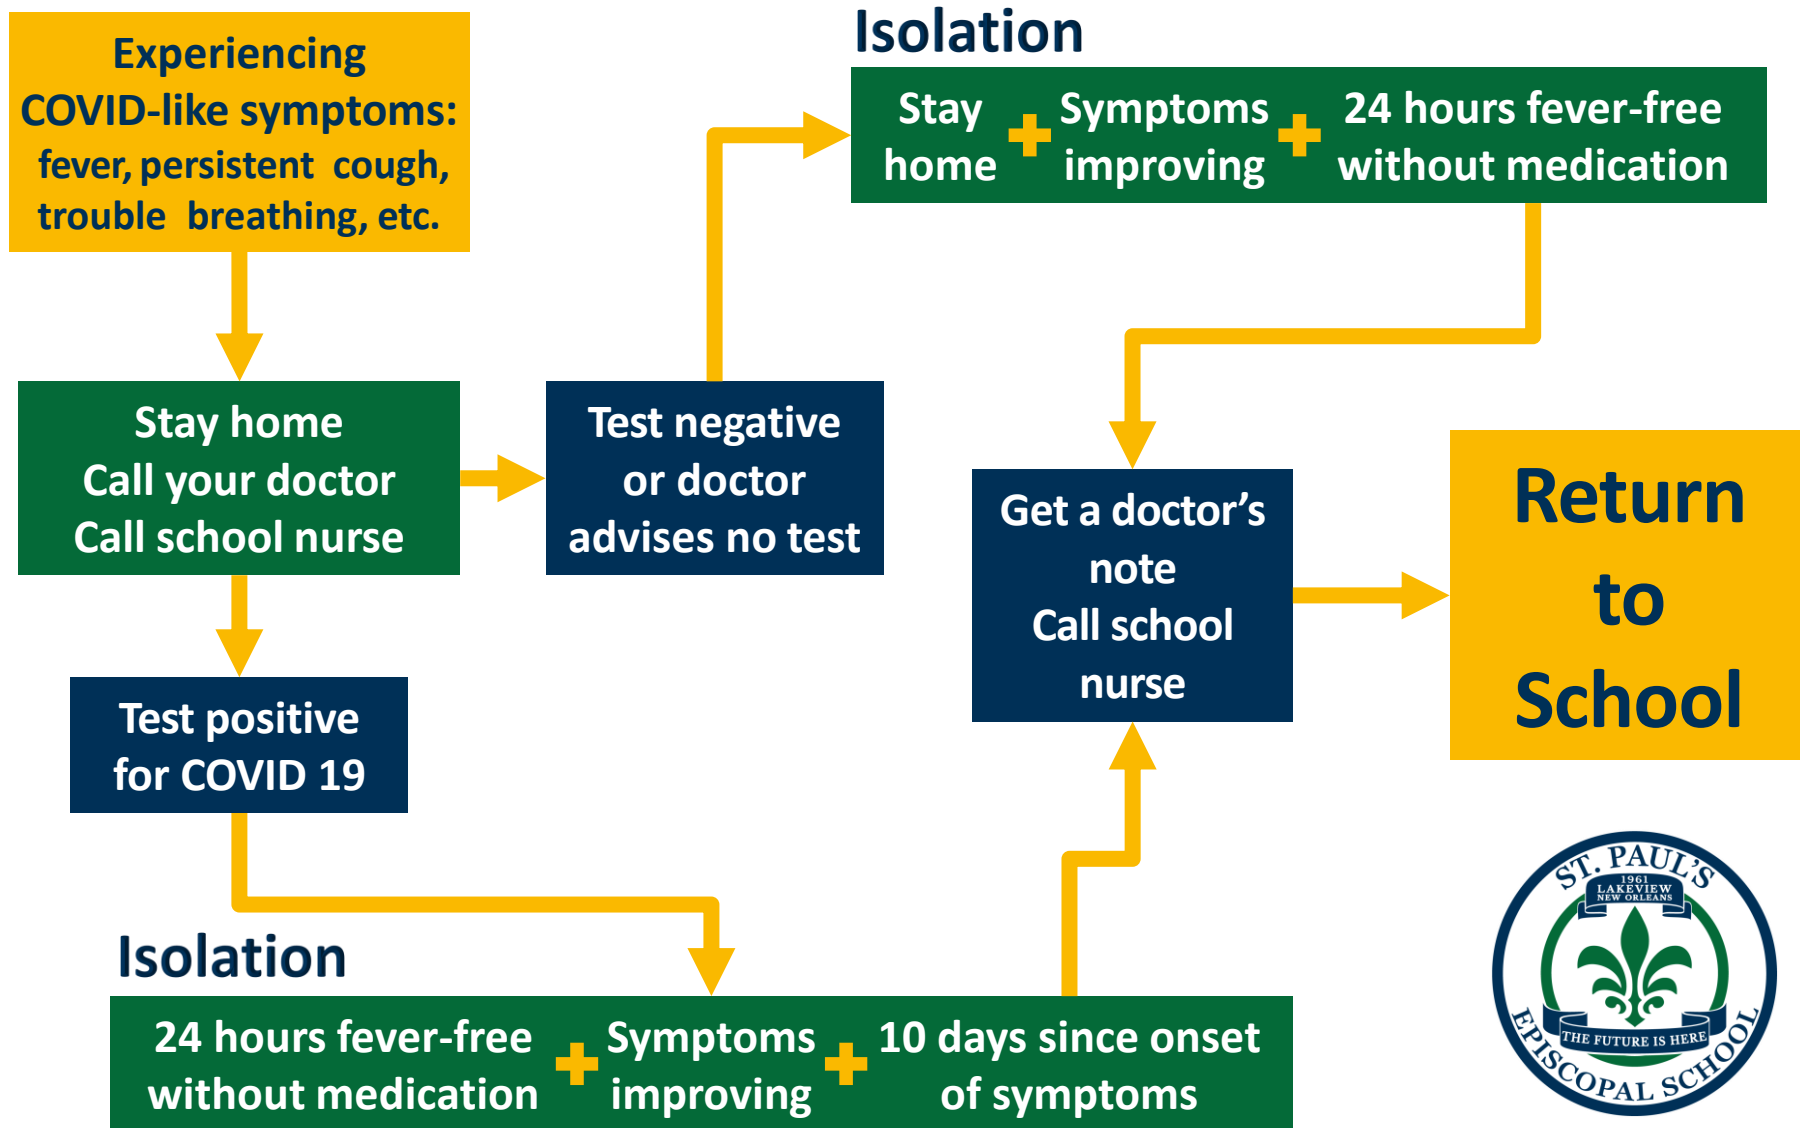 Experiencing
COVID-like symptoms:
fever, persistent cough,
trouble breathing, etc.
Isolation
Stay
home
Symptoms
improving
24 hours fever-free
without medication
Stay home
Call your doctor
Call school nurse
Test negative
or doctor
advises no test
Get a doctor's
note
Call school
nurse
Return
to
School
Test positive
for COVID 19
Isolation
24 hours fever-free
without medication
Symptoms
improving
10 days since onset
of symptoms
ST. PAUL'S
1961
LAKEVIEW
NEW ORLEANS
THE FUTURE IS HERE
EPISCOPAL SCHOOL